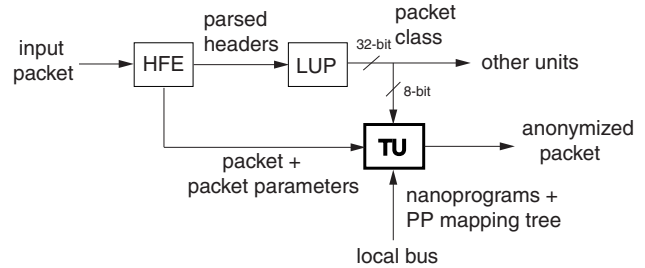 input
packet
HFE
parsed
headers
LUP
32-bit
packet
class
other units
8-bit
TU
anonymized
packet
packet +
packet parameters
nanoprograms +
PP mapping tree
local bus